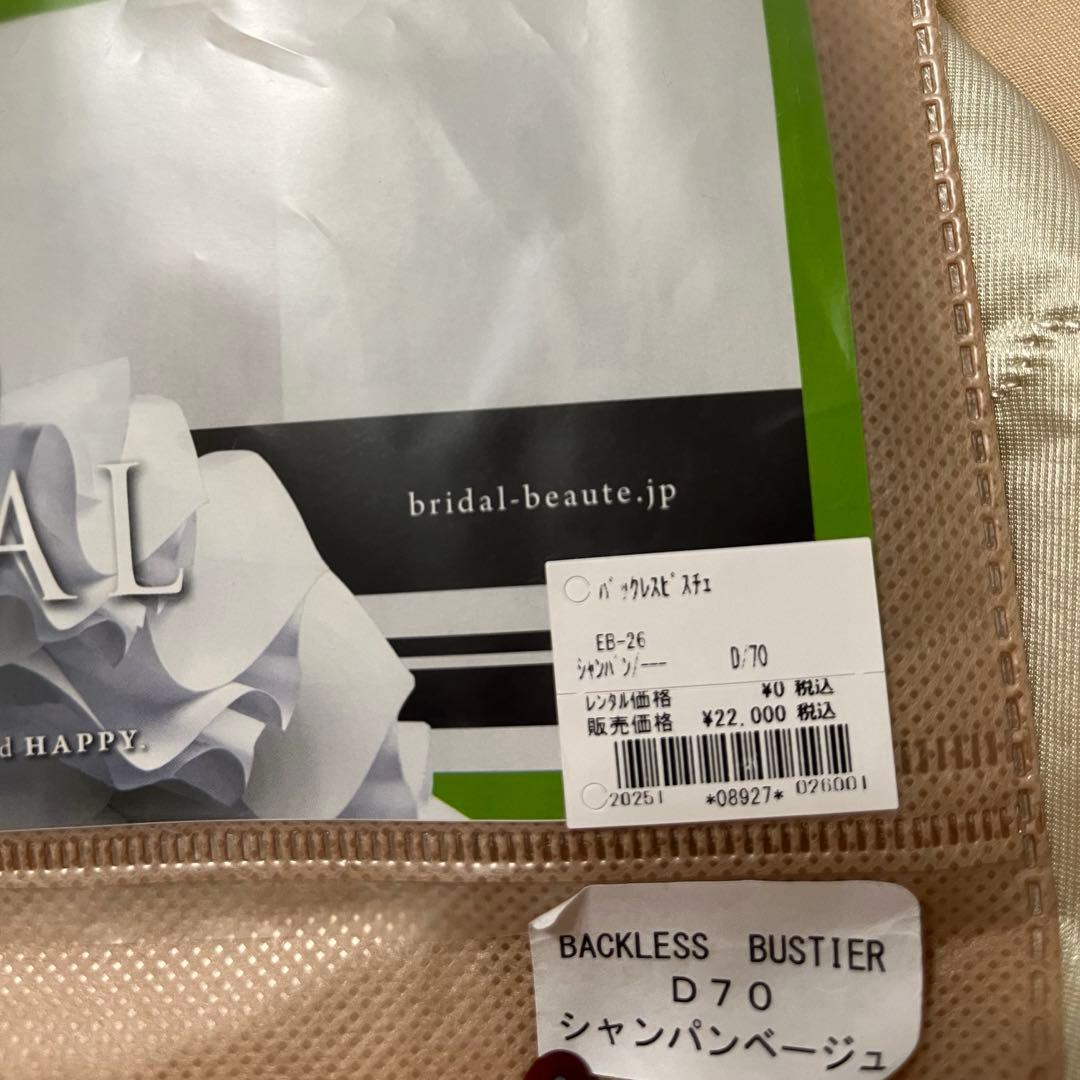 AL
bridal-beaute.jp
d HAPPY.
バックレスビスチェ
EB-26
シャンパン/--- D/70
レンタル価格 ¥0 税込
販売価格 ¥22.000 税込
20251 *08927* 026001
BACKLESS BUSTIER
D70
シャンパンベージュ